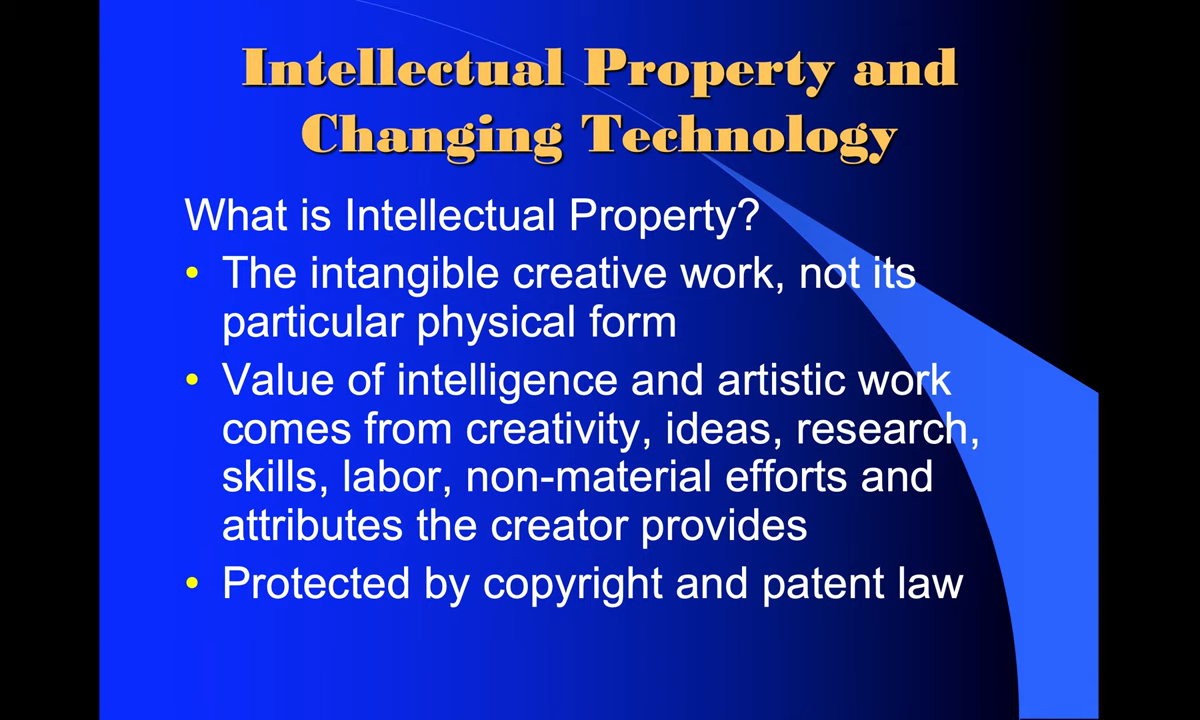 Intellectual Property and
Changing Technology
What is Intellectual Property?
• The intangible creative work, not its
particular physical form
• Value of intelligence and artistic work
comes from creativity, ideas, research,
skills, labor, non-material efforts and
attributes the creator provides
• Protected by copyright and patent law